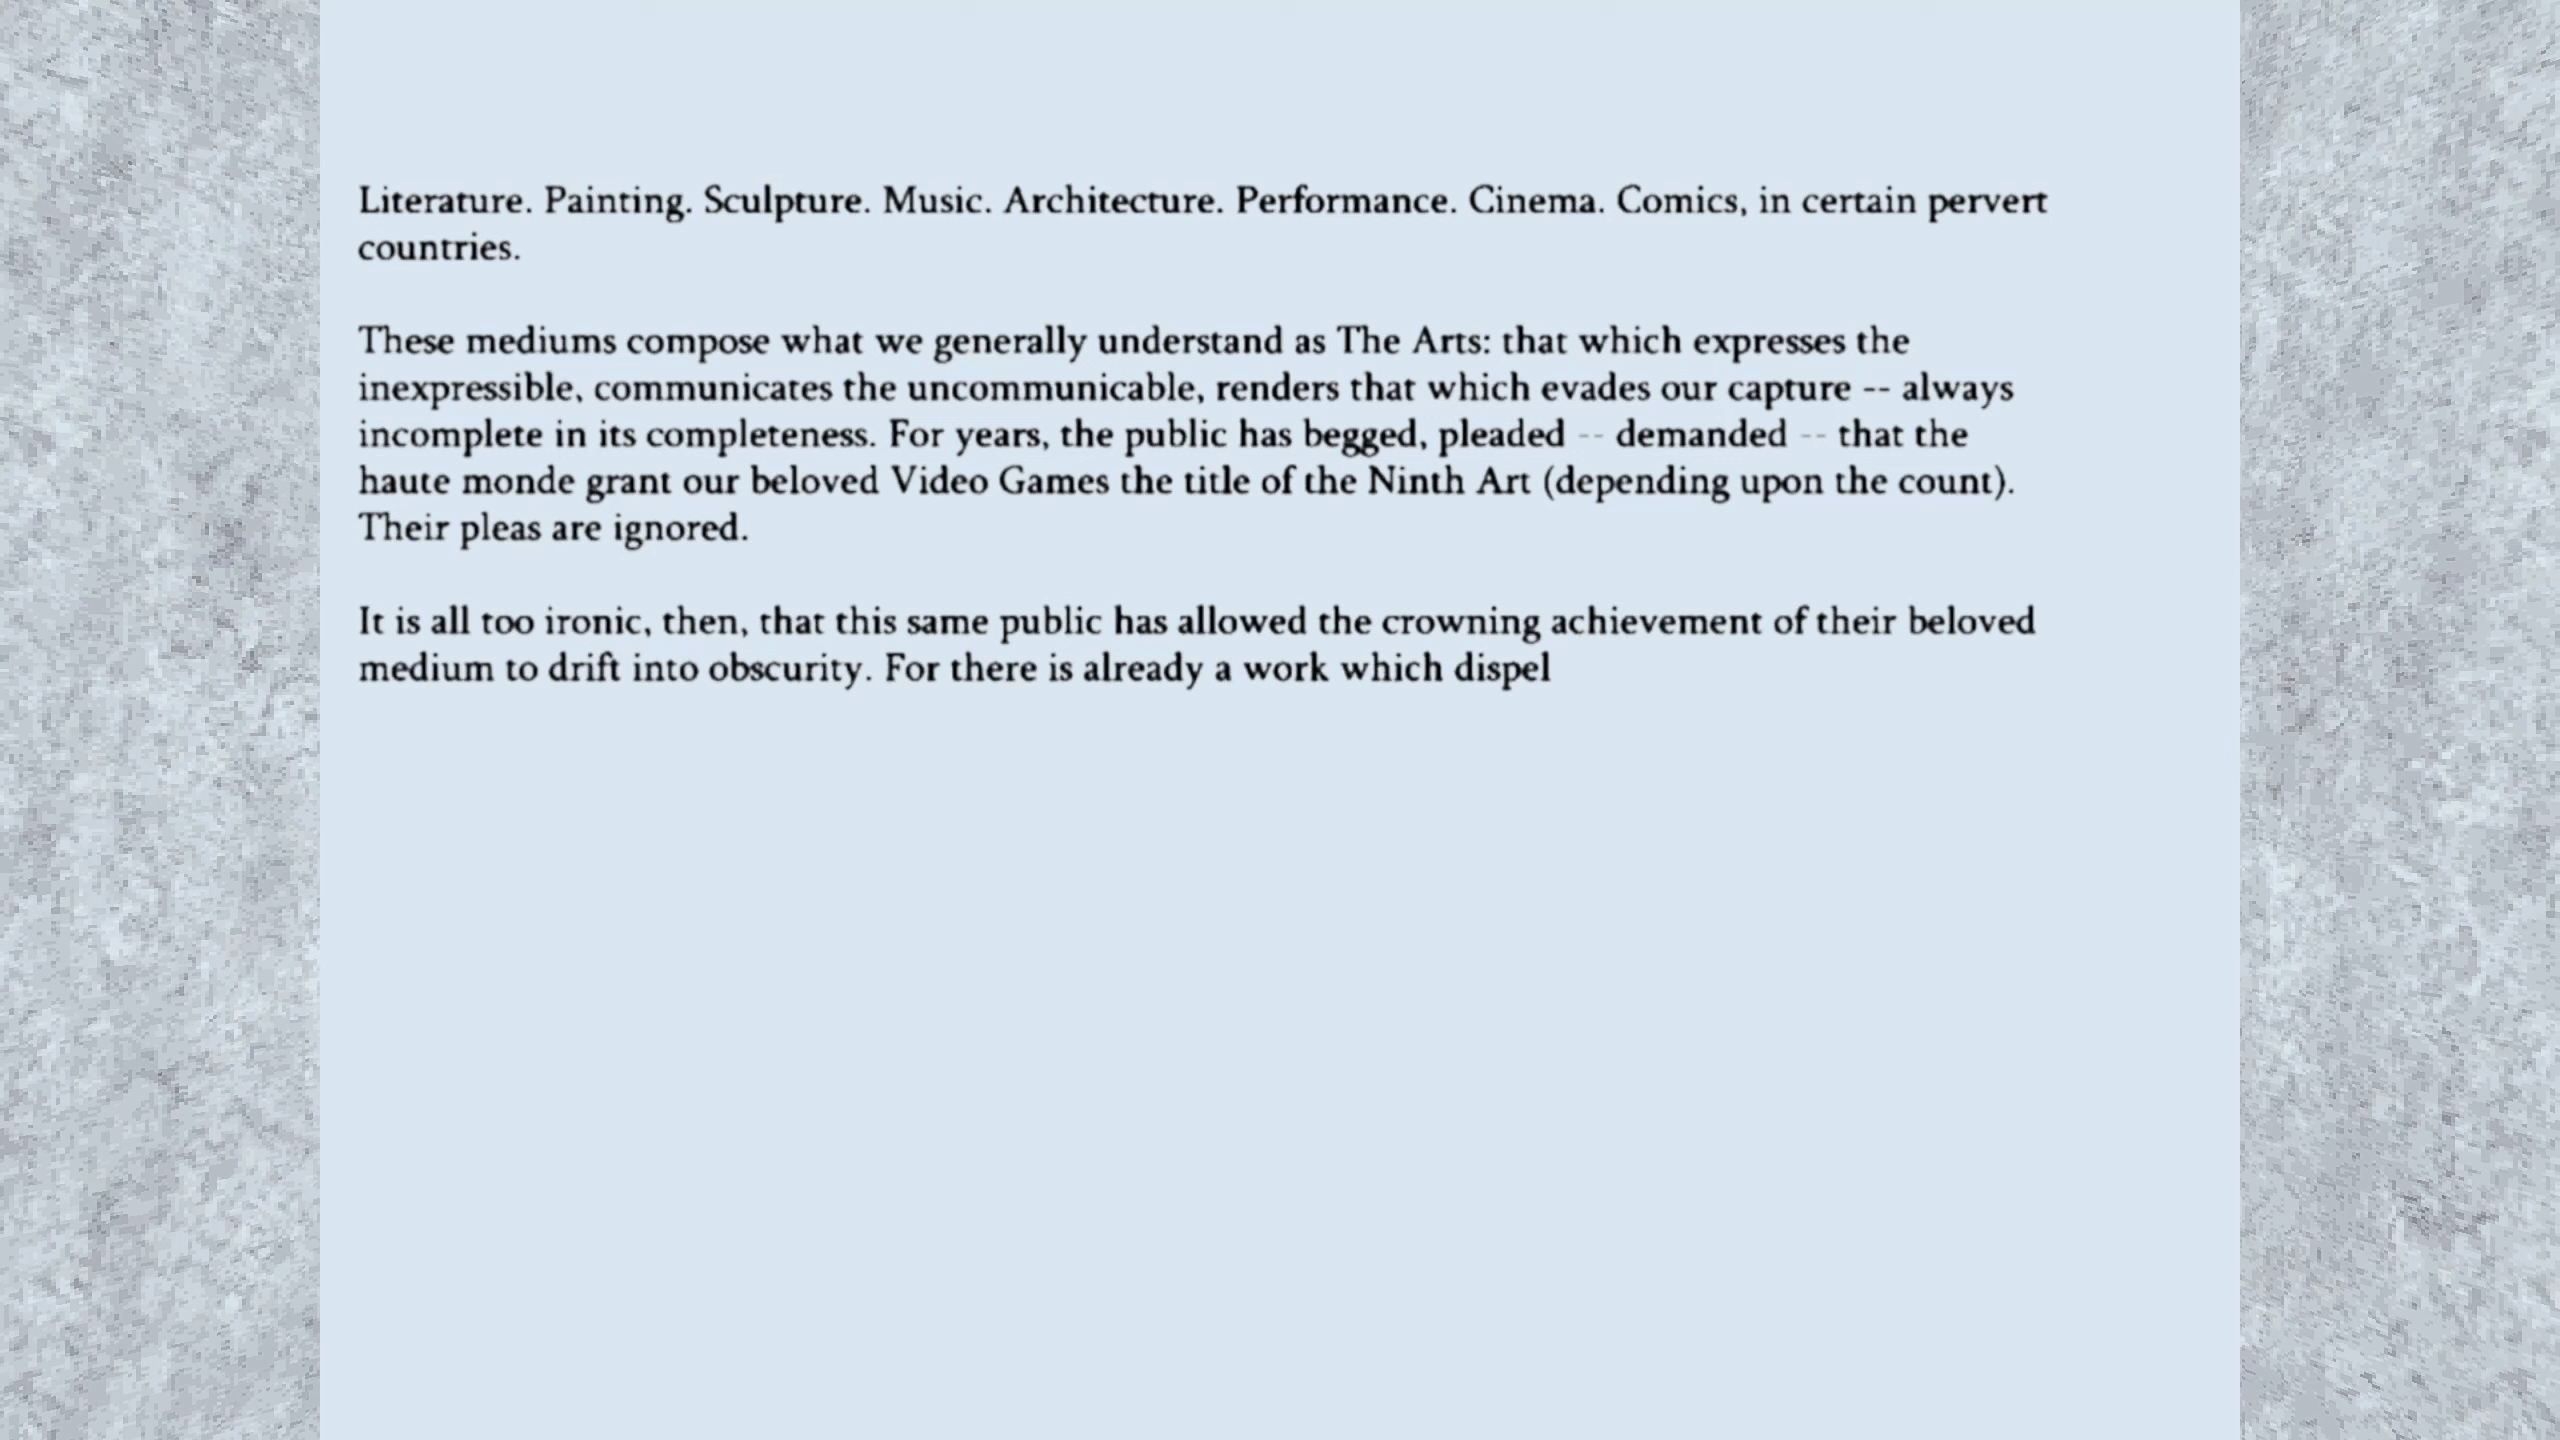 Literature. Painting. Sculpture. Music. Architecture. Performance. Cinema. Comics, in certain pervert
countries.
These mediums compose what we generally understand as The Arts: that which expresses the
inexpressible, communicates the uncommunicable, renders that which evades our capture -- always
incomplete in its completeness. For years, the public has begged, pleaded -- demanded -- that the
haute monde grant our beloved Video Games the title of the Ninth Art (depending upon the count).
Their pleas are ignored.
It is all too ironic, then, that this same public has allowed the crowning achievement of their beloved
medium to drift into obscurity. For there is already a work which dispel